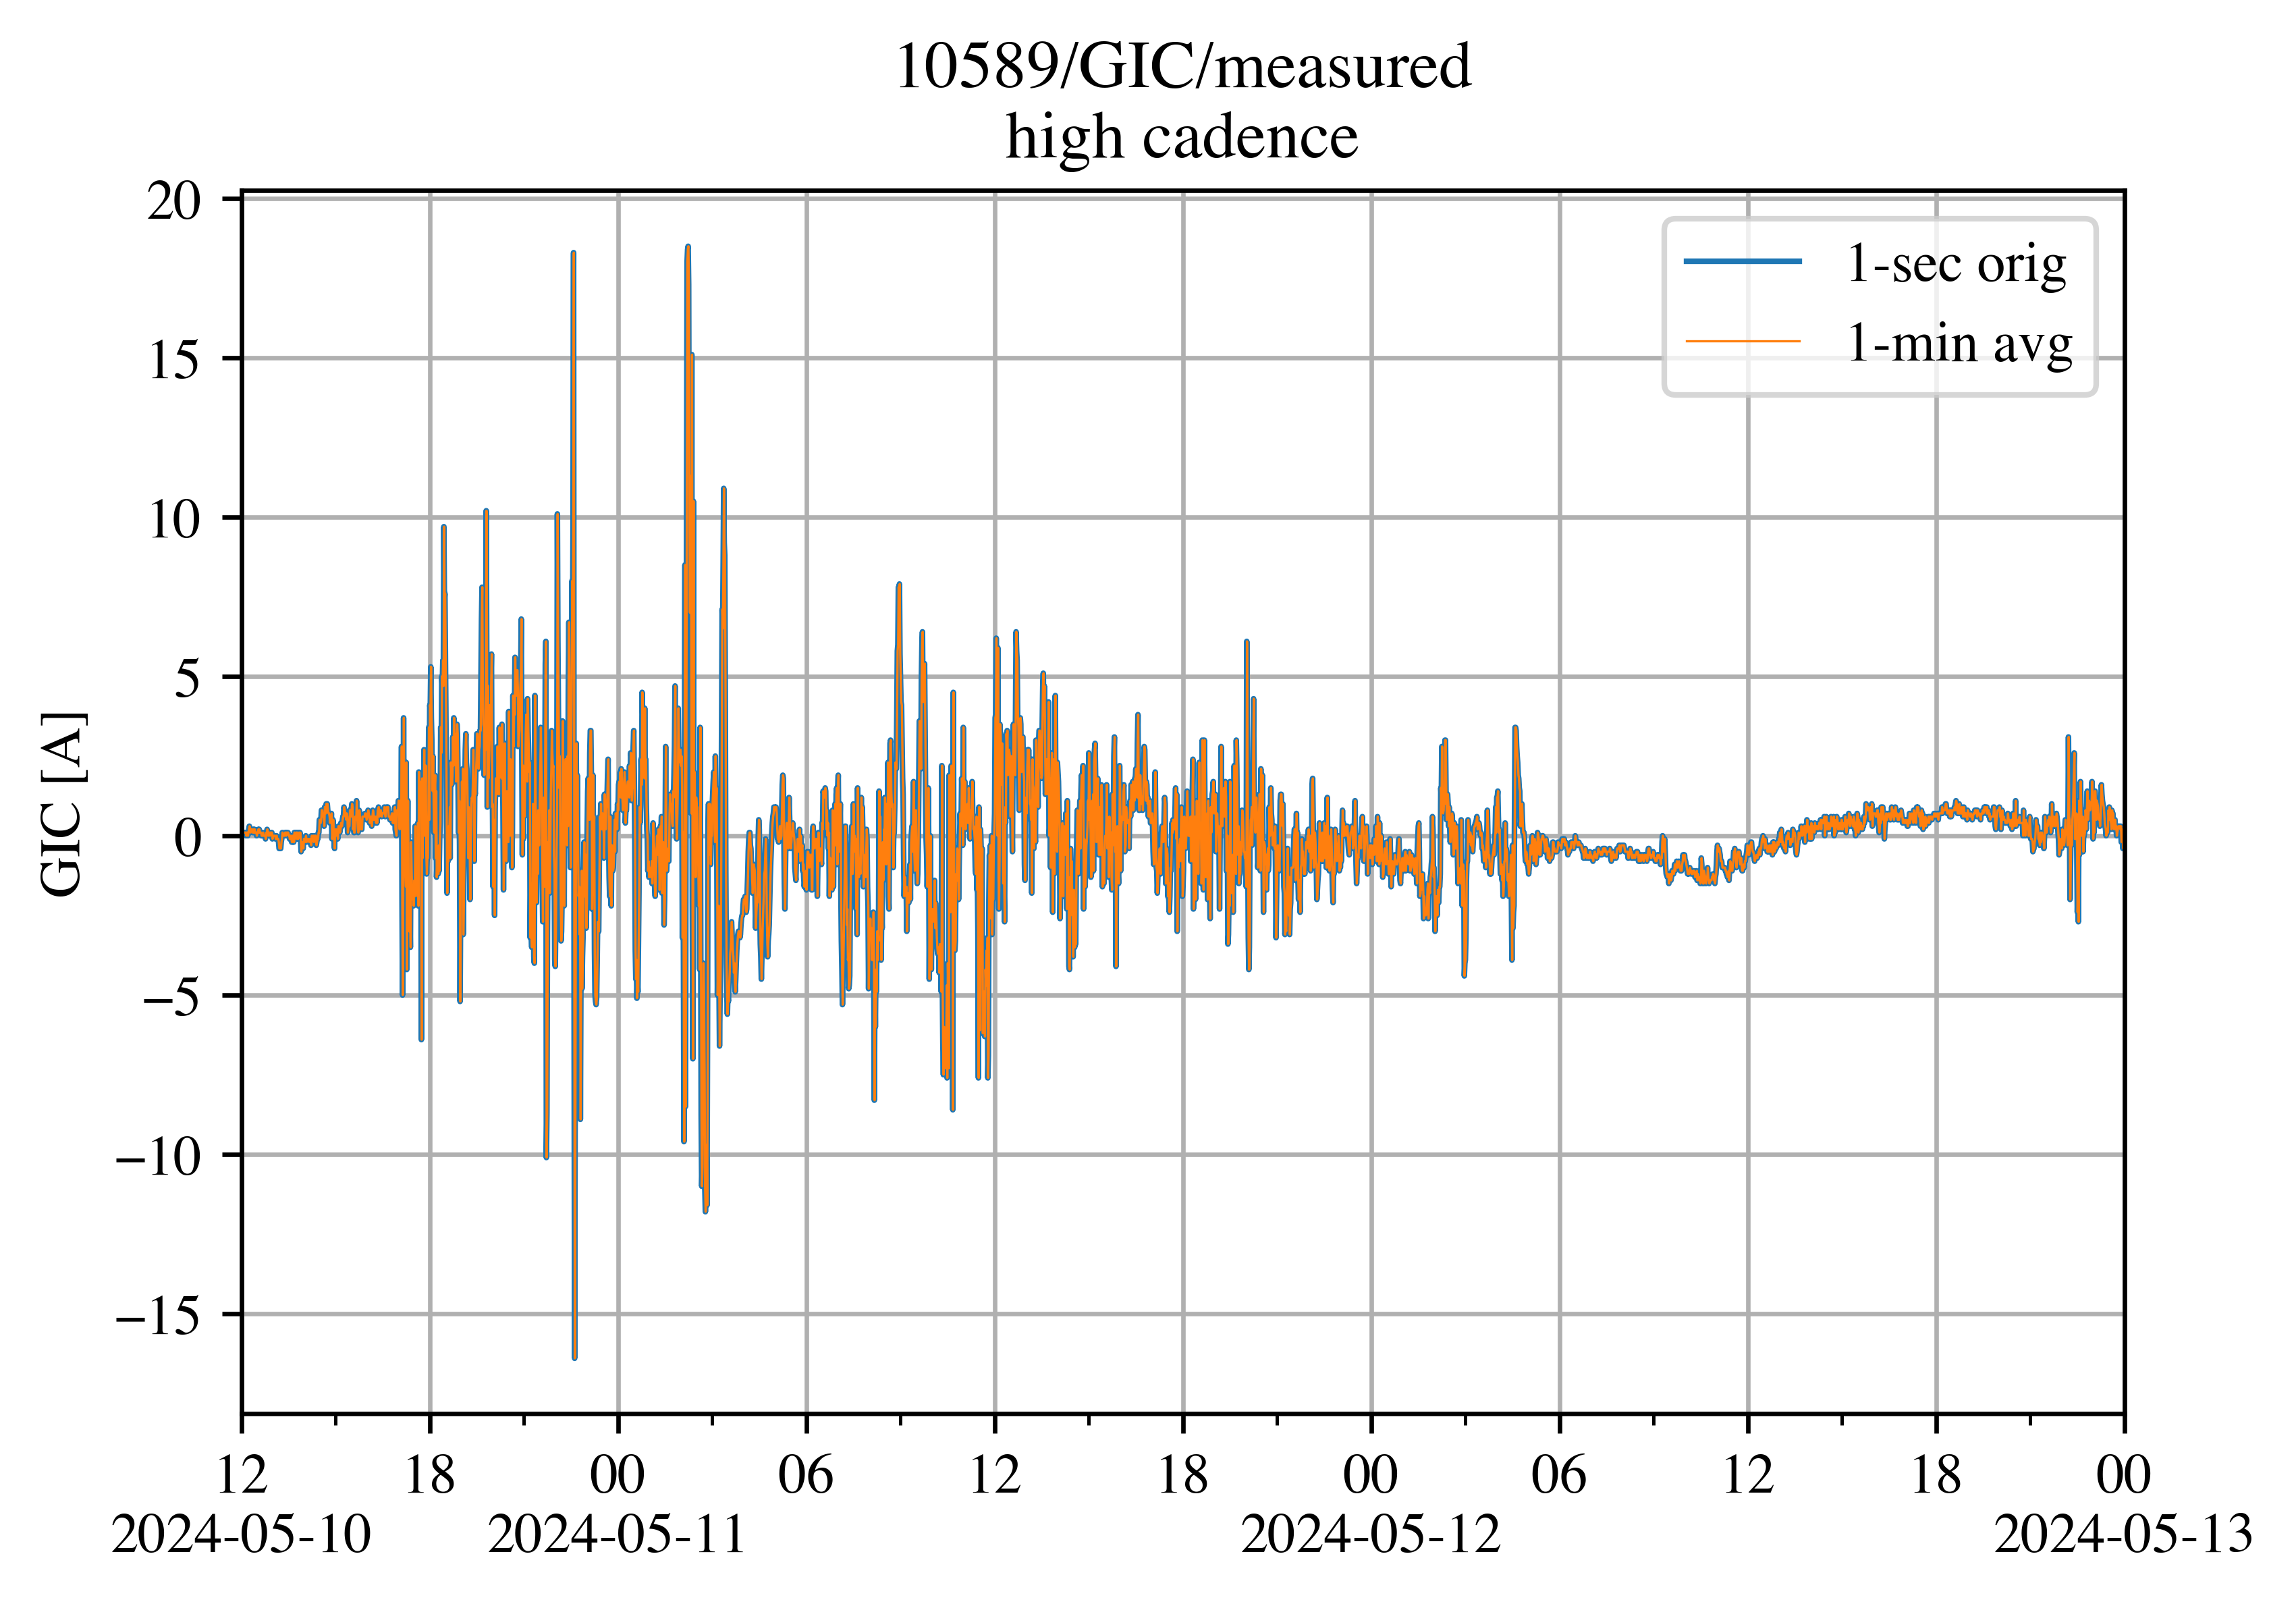 10589/GIC/measured
high cadence
20
15
10
5
0
−5
−10
−15
GIC [A]
1-sec orig
1-min avg
12 18 00 06 12 18 00 06 12 18 00
2024-05-10 2024-05-11 2024-05-12 2024-05-13